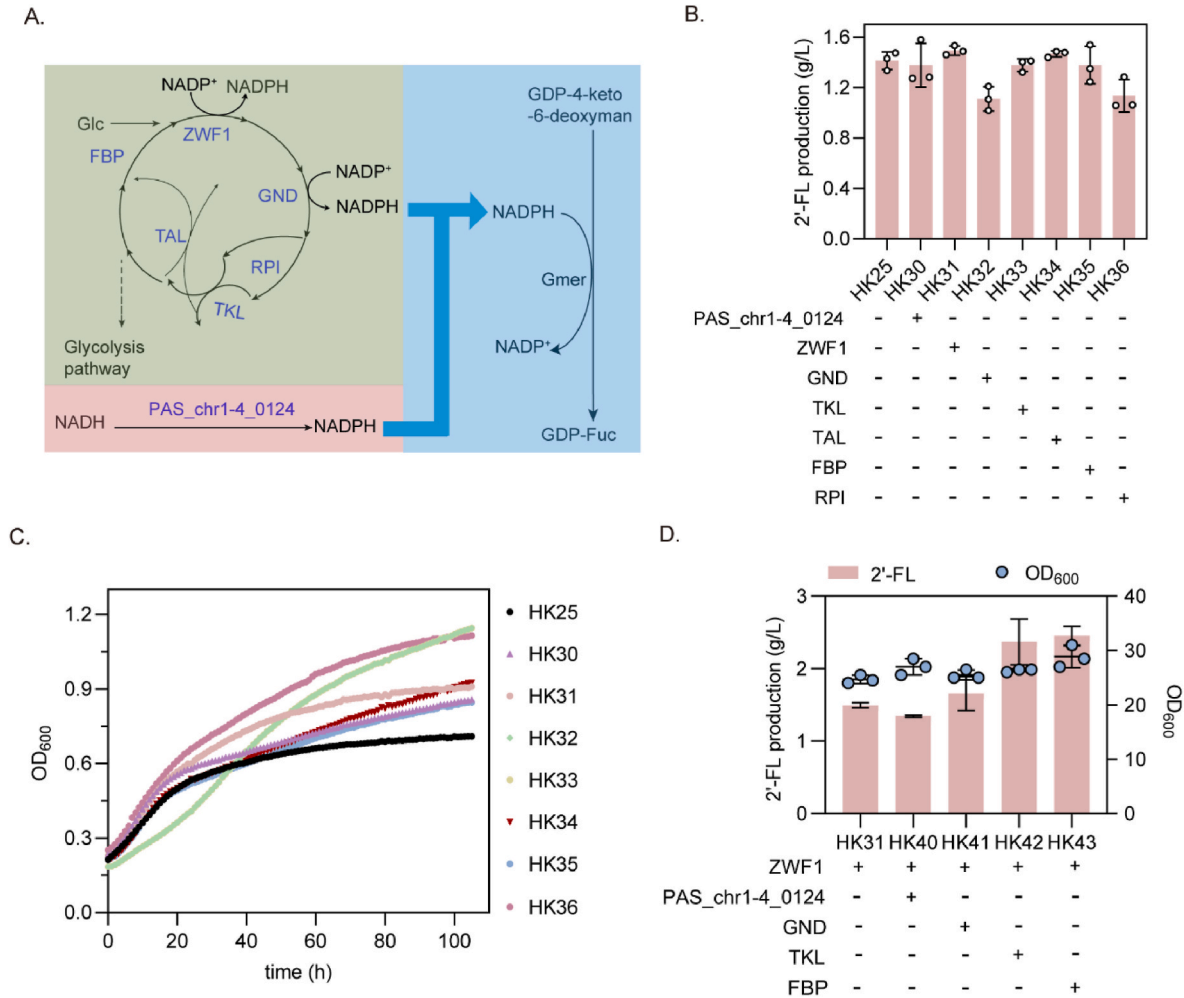 A.
NADP+ NADPH
Glc
ZWF1
FBP
GND
NADP+
NADPH
TAL
RPI
TKL
Glycolysis
pathway
PAS_chr1-4_0124
NADH
NADPH
GDP-4-keto
-6-deoxyman
NADPH
Gmer
NADP+
GDP-Fuc
B.
2'-FL production (g/L)
1.6
1.2
0.6
0.0
HK25 HK30 HK31 HK32 HK33 HK34 HK35 HK36
PAS_chr1-4_0124 - + - - - - - -
ZWF1 - - + - - - - -
GND - - - + - - - -
TKL - - - - + - - -
TAL - - - - - + - -
FBP - - - - - - + -
RPI - - - - - - - +
C.
OD600
1.2
0.9
0.6
0.3
0.0
0 20 40 60 80 100
time (h)
HK25
HK30
HK31
HK32
HK33
HK34
HK35
HK36
D.
2'-FL OD600
2'-FL production (g/L)
3
2
1
0
40
30
20
10
0
OD600
HK31 HK40 HK41 HK42 HK43
ZWF1 + + + + +
PAS_chr1-4_0124 - + - - -
GND - - + - -
TKL - - - + -
FBP - - - - +